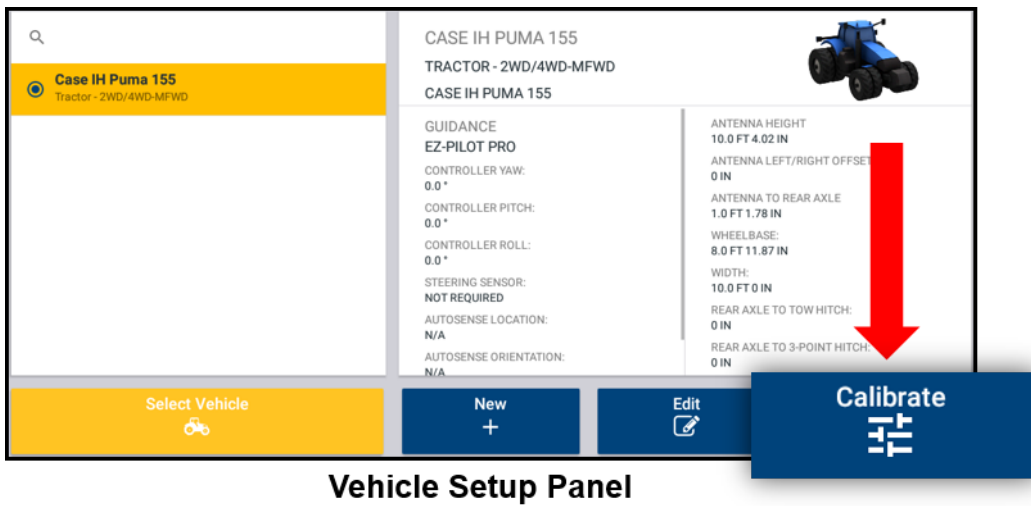 Case IH Puma 155
Tractor - 2WD/4WD-MFWD
Select Vehicle
CASE IH PUMA 155
TRACTOR - 2WD/4WD-MFWD
CASE IH PUMA 155
GUIDANCE
EZ-PILOT PRO
CONTROLLER YAW:
0.0 °
CONTROLLER PITCH:
0.0 °
CONTROLLER ROLL:
0.0 °
STEERING SENSOR:
NOT REQUIRED
AUTOSENSE LOCATION:
N/A
AUTOSENSE ORIENTATION:
N/A
ANTENNA HEIGHT
10.0 FT 4.02 IN
ANTENNA LEFT/RIGHT OFFSET
0 IN
ANTENNA TO REAR AXLE
1.0 FT 1.78 IN
WHEELBASE:
8.0 FT 11.87 IN
WIDTH:
10.0 FT 0 IN
REAR AXLE TO TOW HITCH:
0 IN
REAR AXLE TO 3-POINT HITCH:
0 IN
New
Edit
Calibrate
Vehicle Setup Panel